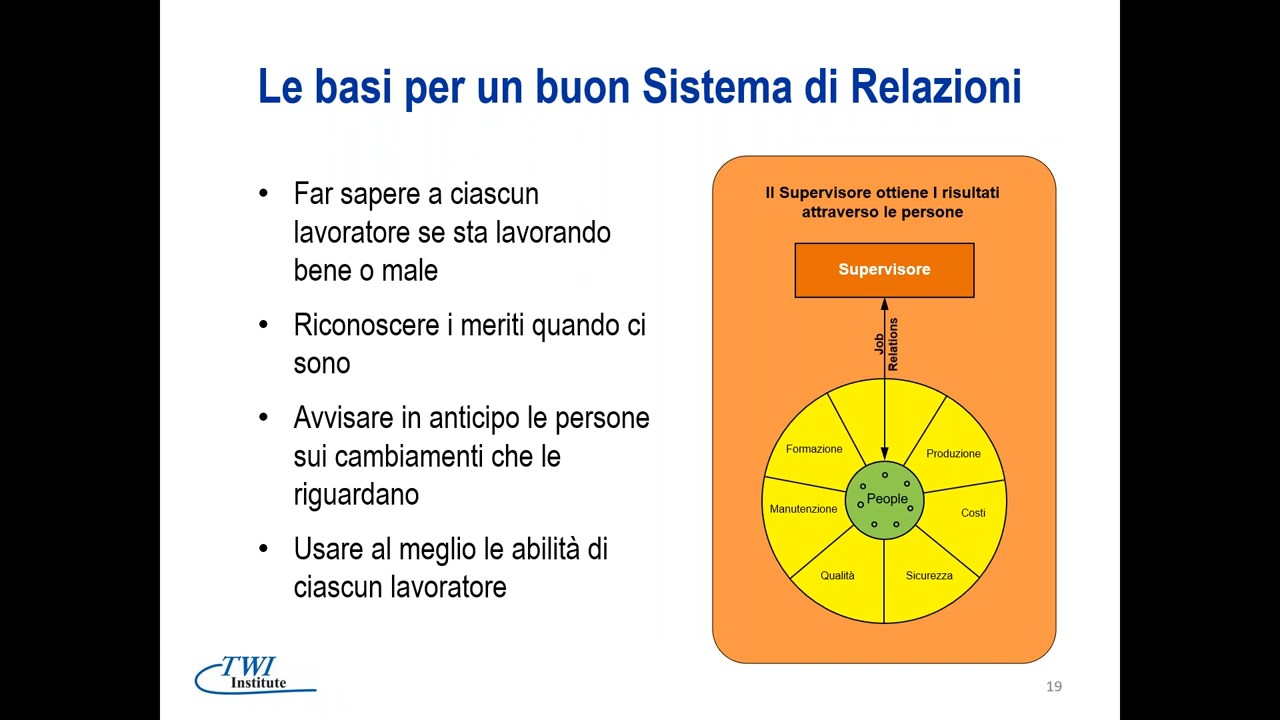 Le basi per un buon Sistema di Relazioni
• Far sapere a ciascun
lavoratore se sta lavorando
bene o male
• Riconoscere i meriti quando ci
sono
• Avvisare in anticipo le persone
sui cambiamenti che le
riguardano
• Usare al meglio le abilità di
ciascun lavoratore
Il Supervisore ottiene I risultati
attraverso le persone
Supervisore
Job
Relations
Formazione
Produzione
People
Manutenzione
Costi
Qualità
Sicurezza
TWI
Institute
19